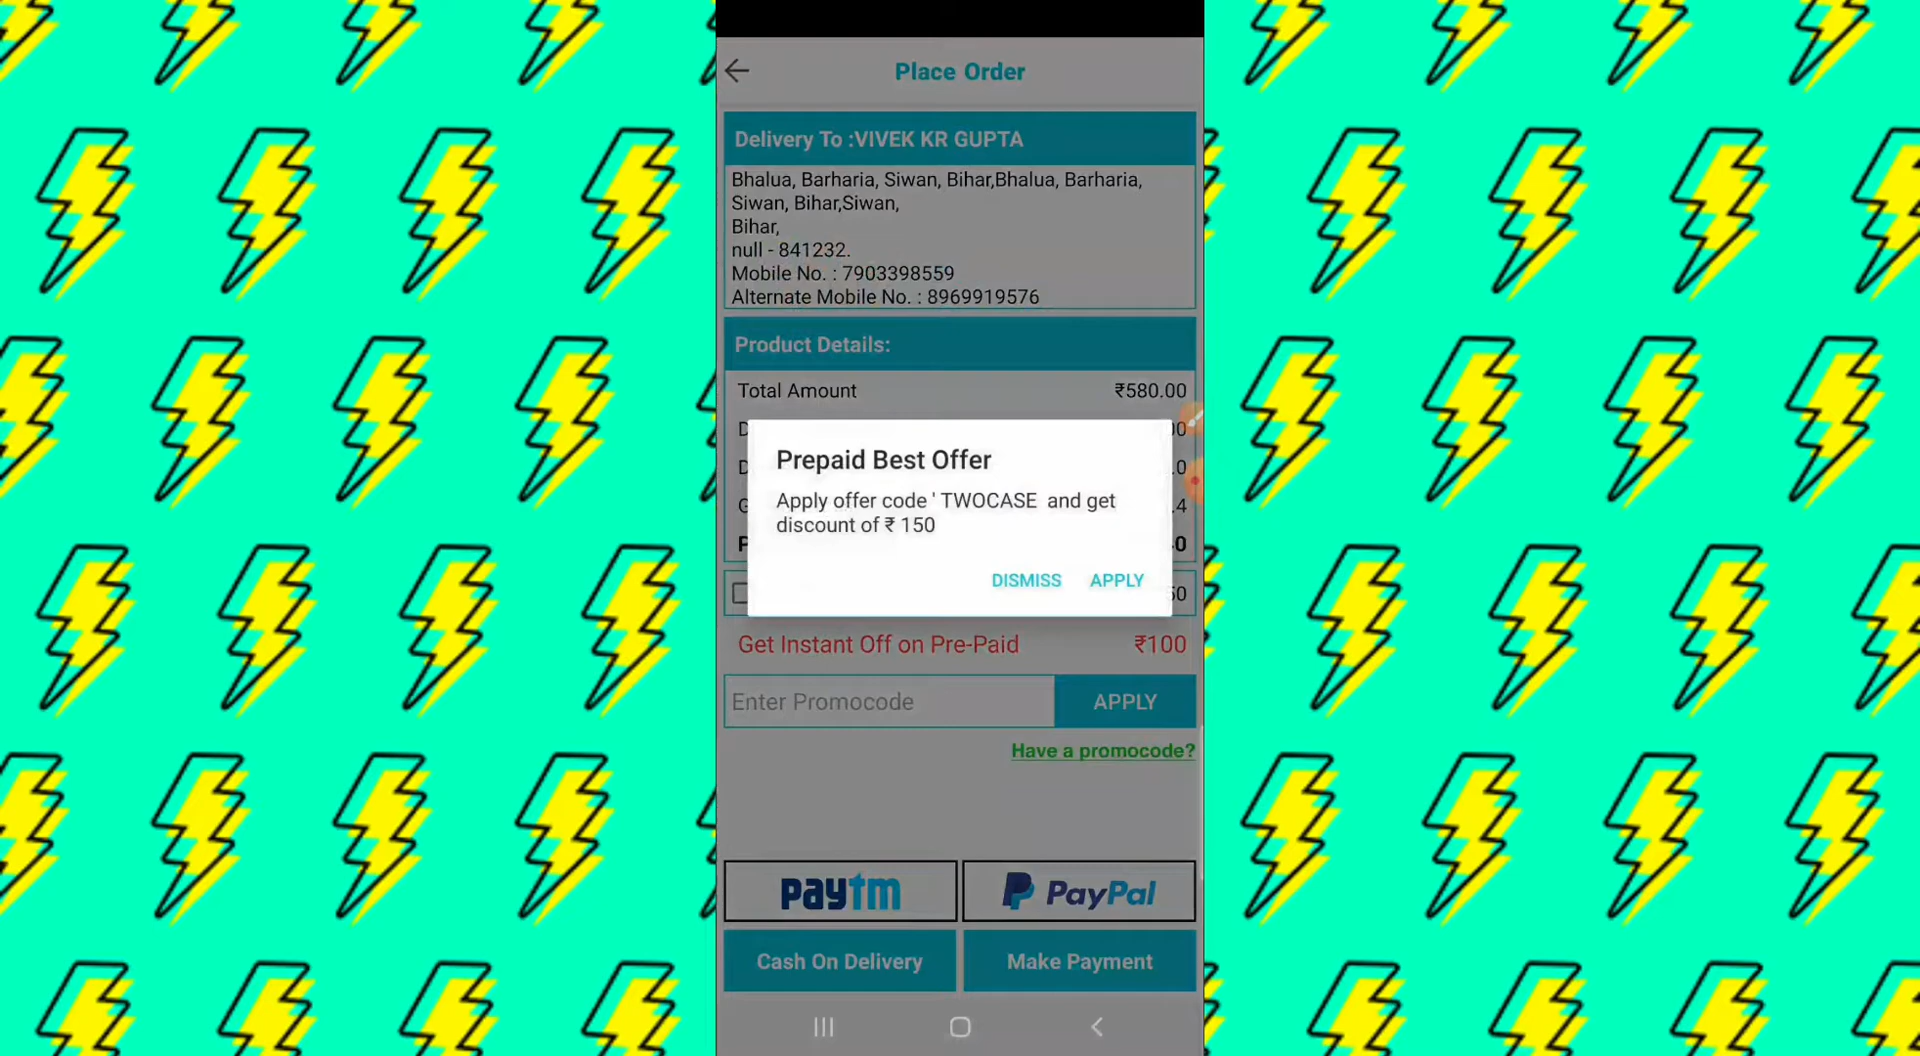 Place Order
Delivery To :VIVEK KR GUPTA
Bhalua, Barharia, Siwan, Bihar,Bhalua, Barharia,
Siwan, Bihar,Siwan,
Bihar,
null - 841232.
Mobile No. : 7903398559
Alternate Mobile No. : 8969919576
Product Details:
Total Amount ₹580.00
Prepaid Best Offer
Apply offer code ' TWOCASE  and get
discount of ₹ 150
DISMISS APPLY
Get Instant Off on Pre-Paid ₹100
Enter Promocode APPLY
Have a promocode?
paytm PayPal
Cash On Delivery Make Payment